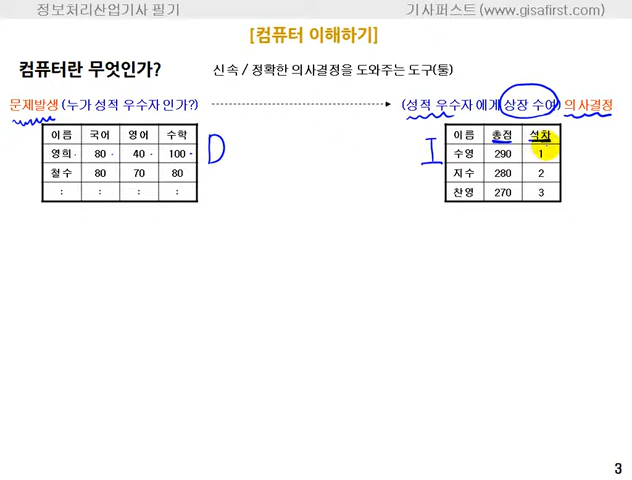 정보처리산업기사 필기
기사퍼스트 (www.gisafirst.com)
[컴퓨터 이해하기]
컴퓨터란 무엇인가? 신속 / 정확한 의사결정을 도와주는 도구(툴)
문제발생 (누가 성적 우수자 인가?)
(성적 우수자 에게 상장 수여) 의사결정
이름 국어 영어 수학
영희 80 40 100
철수 80 70 80
: : : :
D
I
이름 총점 석차
수영 290 1
지수 280 2
찬영 270 3
3